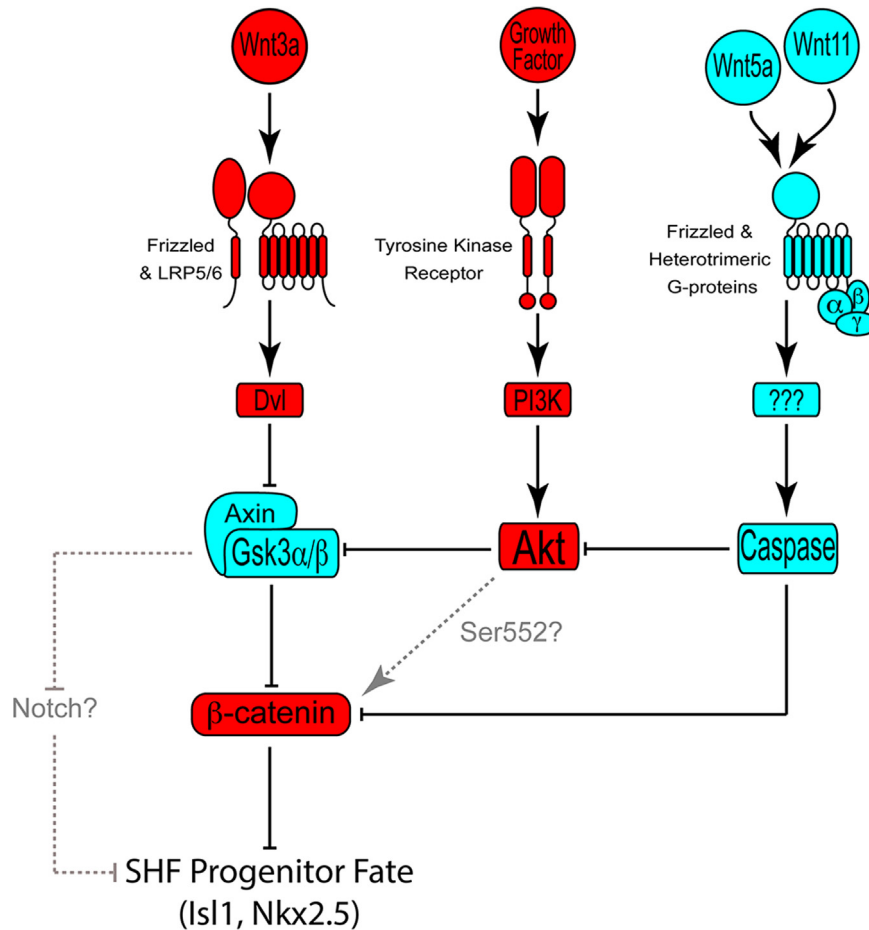 Wnt3a
Growth
Factor
Wnt5a
Wnt11
Frizzled
& LRP5/6
Tyrosine Kinase
Receptor
Frizzled &
Heterotrimeric
G-proteins
α
β
γ
Dvl
PI3K
???
Axin
Gsk3α/β
Akt
Caspase
Ser552?
Notch?
β-catenin
SHF Progenitor Fate
(Isl1, Nkx2.5)